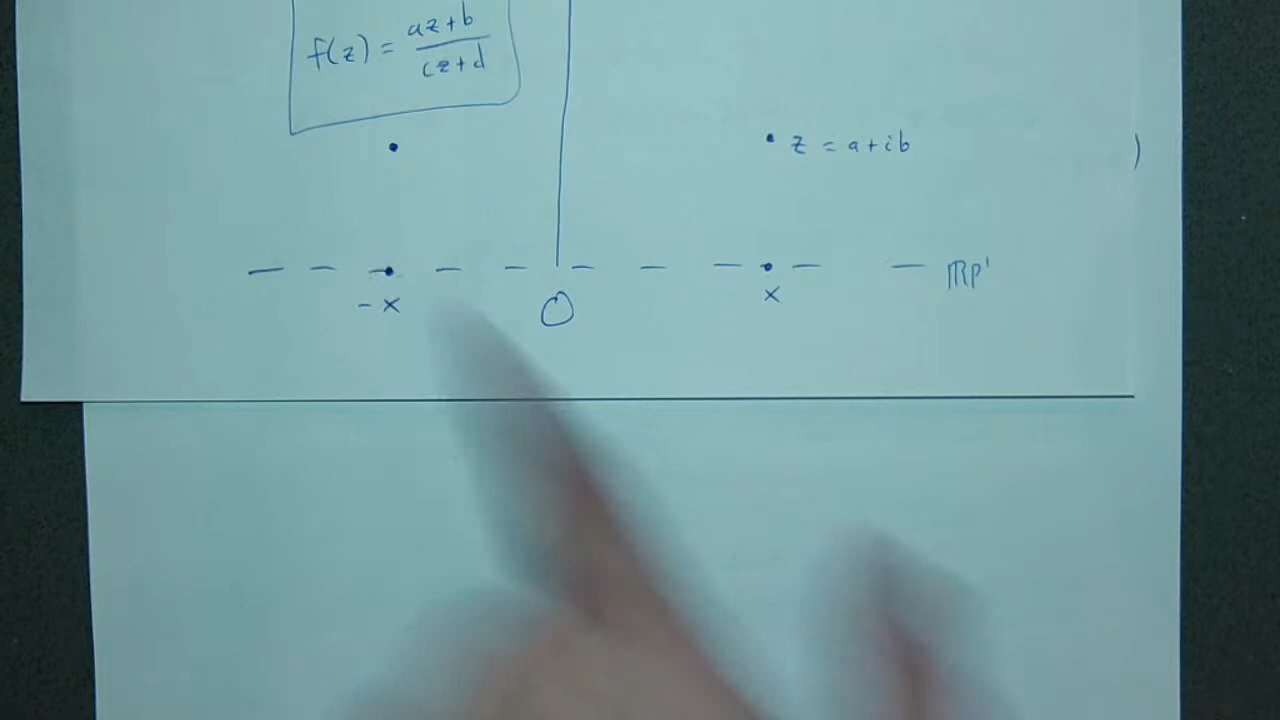 f(z) = az+b
cz+d
z = a+ib
)
-x
0
x
ℝP¹